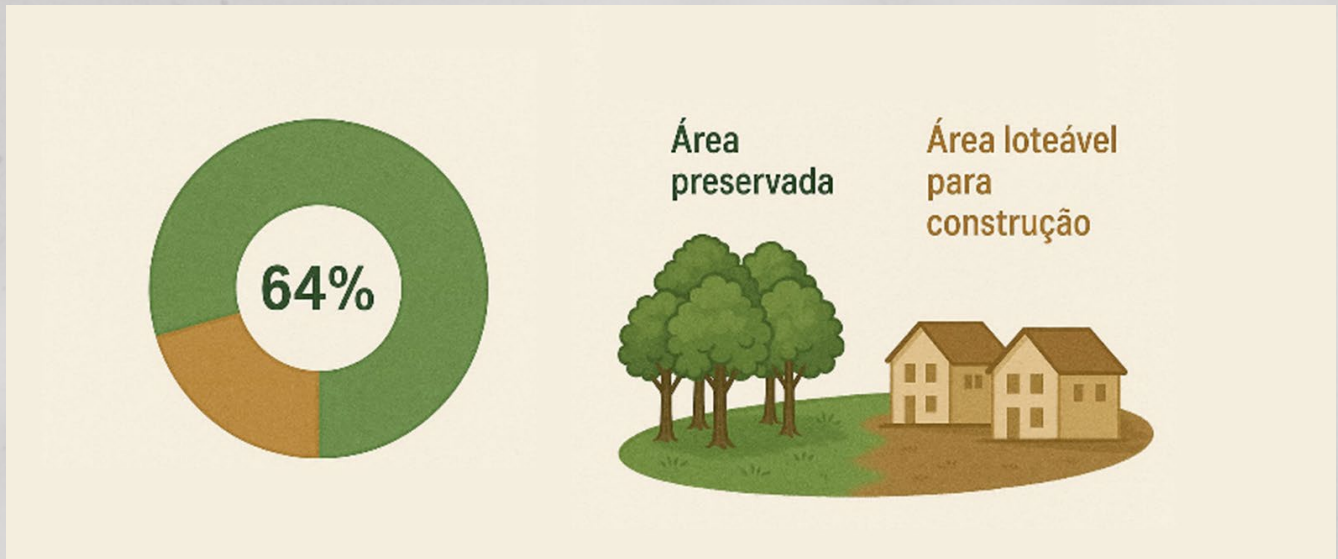 64%
Área
preservada
Área loteável
para
construção